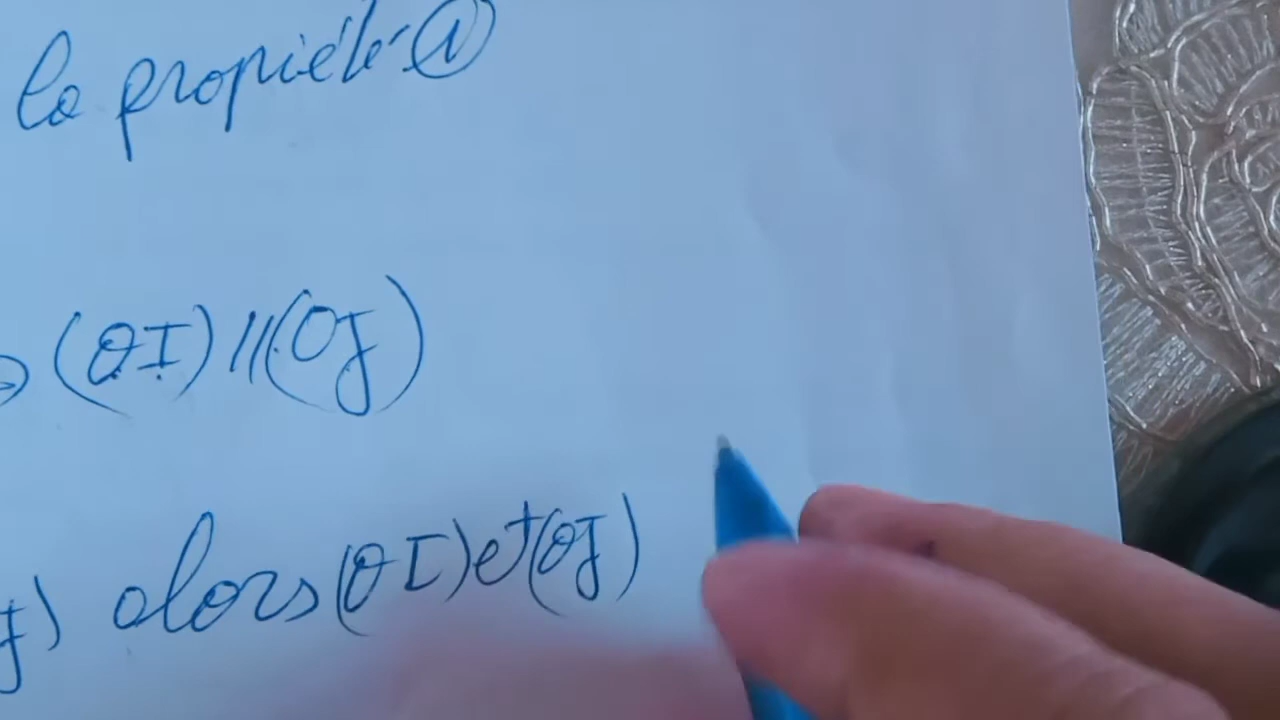 la propriété ①
(OI) // (OJ)
J) alors (OI) et (OJ)